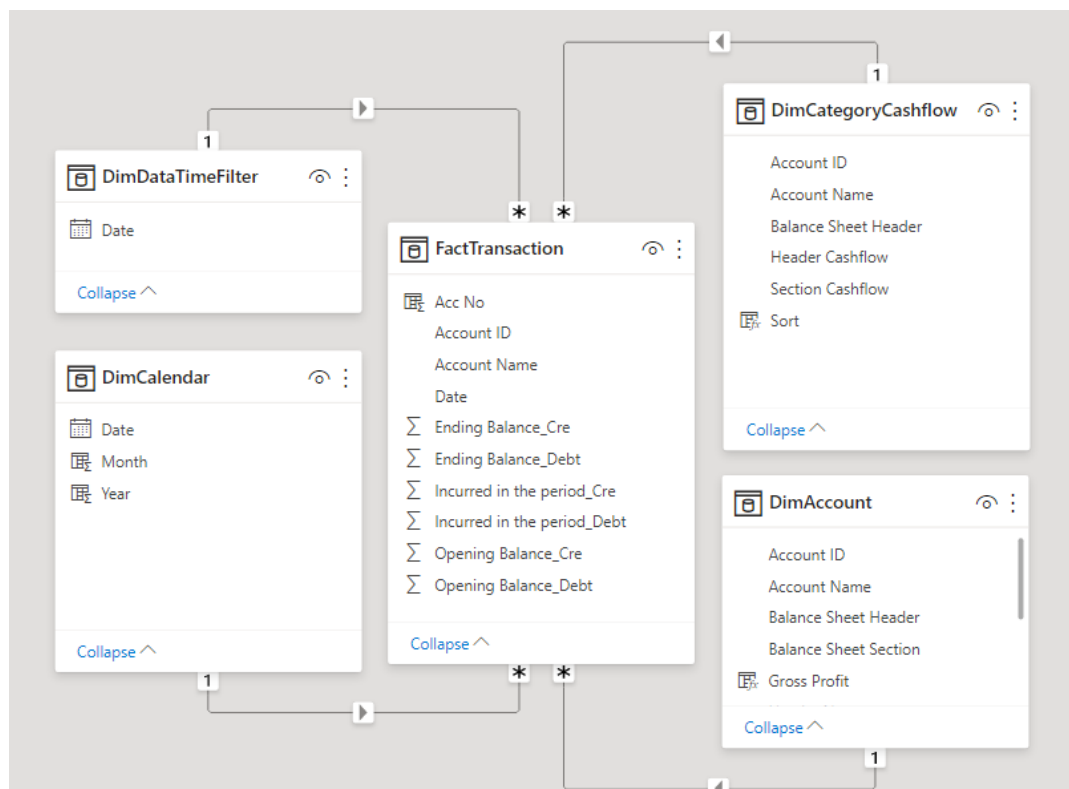 1
DimDataTimeFilter
Date
Collapse
*
DimCalendar
Date
Month
Year
Collapse
1
*
FactTransaction
Acc No
Account ID
Account Name
Date
Ending Balance_Cre
Ending Balance_Debt
Incurred in the period_Cre
Incurred in the period_Debt
Opening Balance_Cre
Opening Balance_Debt
Collapse
*
*
1
DimCategoryCashflow
Account ID
Account Name
Balance Sheet Header
Header Cashflow
Section Cashflow
Sort
Collapse
DimAccount
Account ID
Account Name
Balance Sheet Header
Balance Sheet Section
Gross Profit
Collapse
1